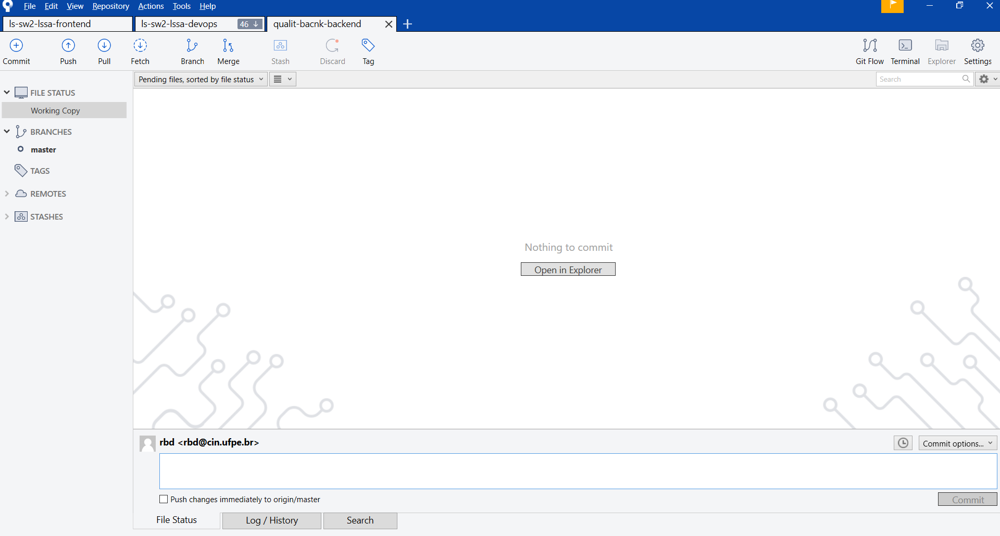 File Edit View Repository Actions Tools Help
ls-sw2-lssa-frontend ls-sw2-lssa-devops 46 qualit-bacnk-backend
Commit Push Pull Fetch Branch Merge Stash Discard Tag Git Flow Terminal Explorer Settings
Pending files, sorted by file status Search
FILE STATUS
Working Copy
BRANCHES
master
TAGS
REMOTES
STASHES
Nothing to commit
Open in Explorer
rbd <rbd@cin.ufpe.br> Commit options...
Push changes immediately to origin/master Commit
File Status Log / History Search